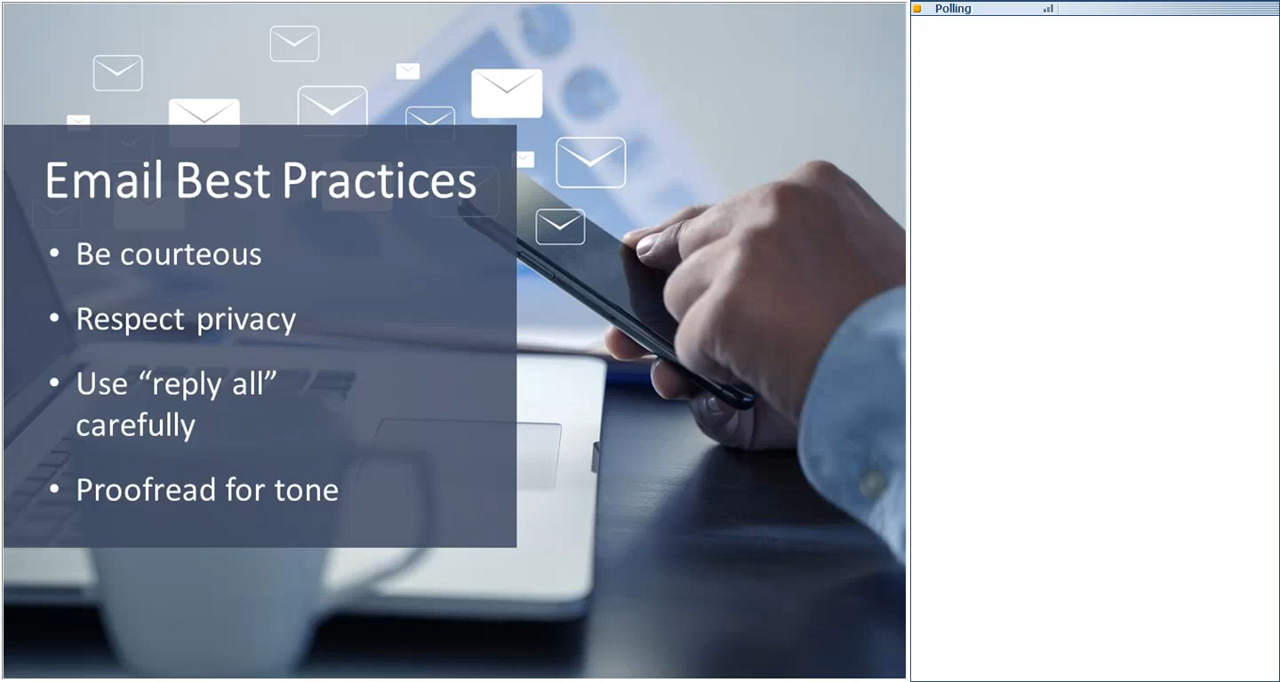 Polling
Email Best Practices
• Be courteous
• Respect privacy
• Use “reply all”
carefully
• Proofread for tone